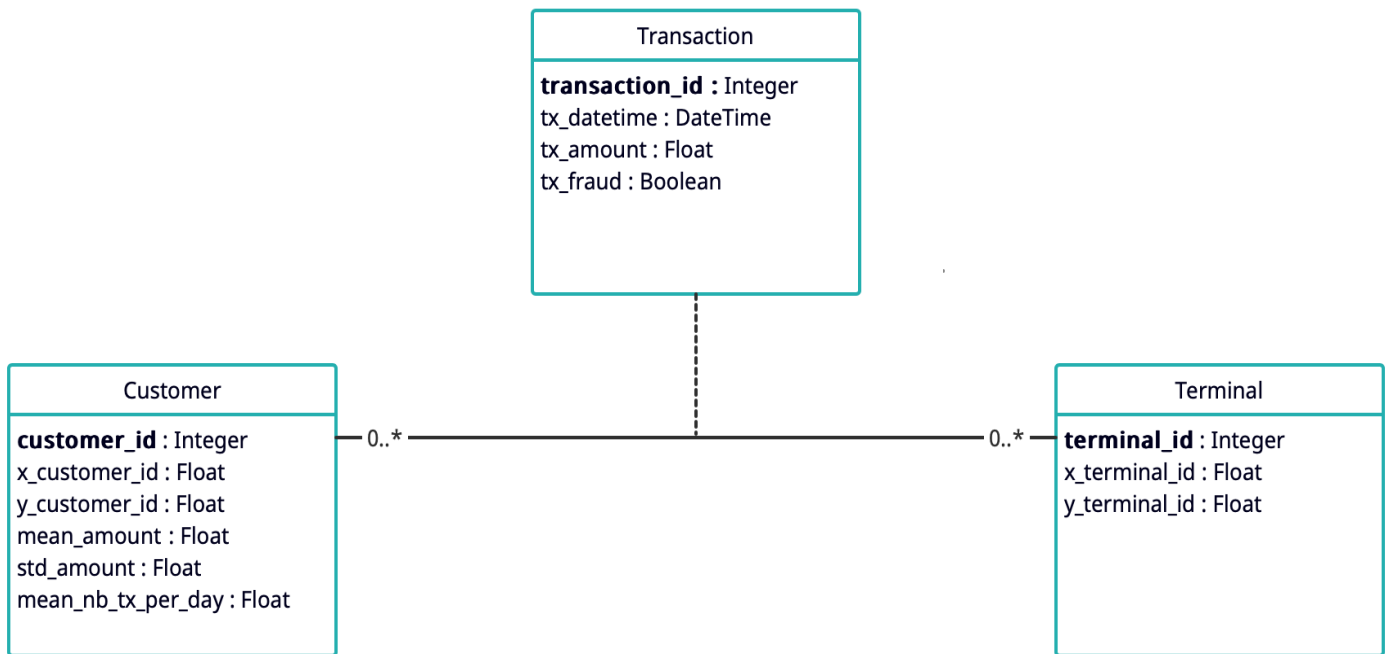 Transaction
transaction_id : Integer
tx_datetime : DateTime
tx_amount : Float
tx_fraud : Boolean
Customer
customer_id : Integer
x_customer_id : Float
y_customer_id : Float
mean_amount : Float
std_amount : Float
mean_nb_tx_per_day : Float
0..*
0..*
Terminal
terminal_id : Integer
x_terminal_id : Float
y_terminal_id : Float